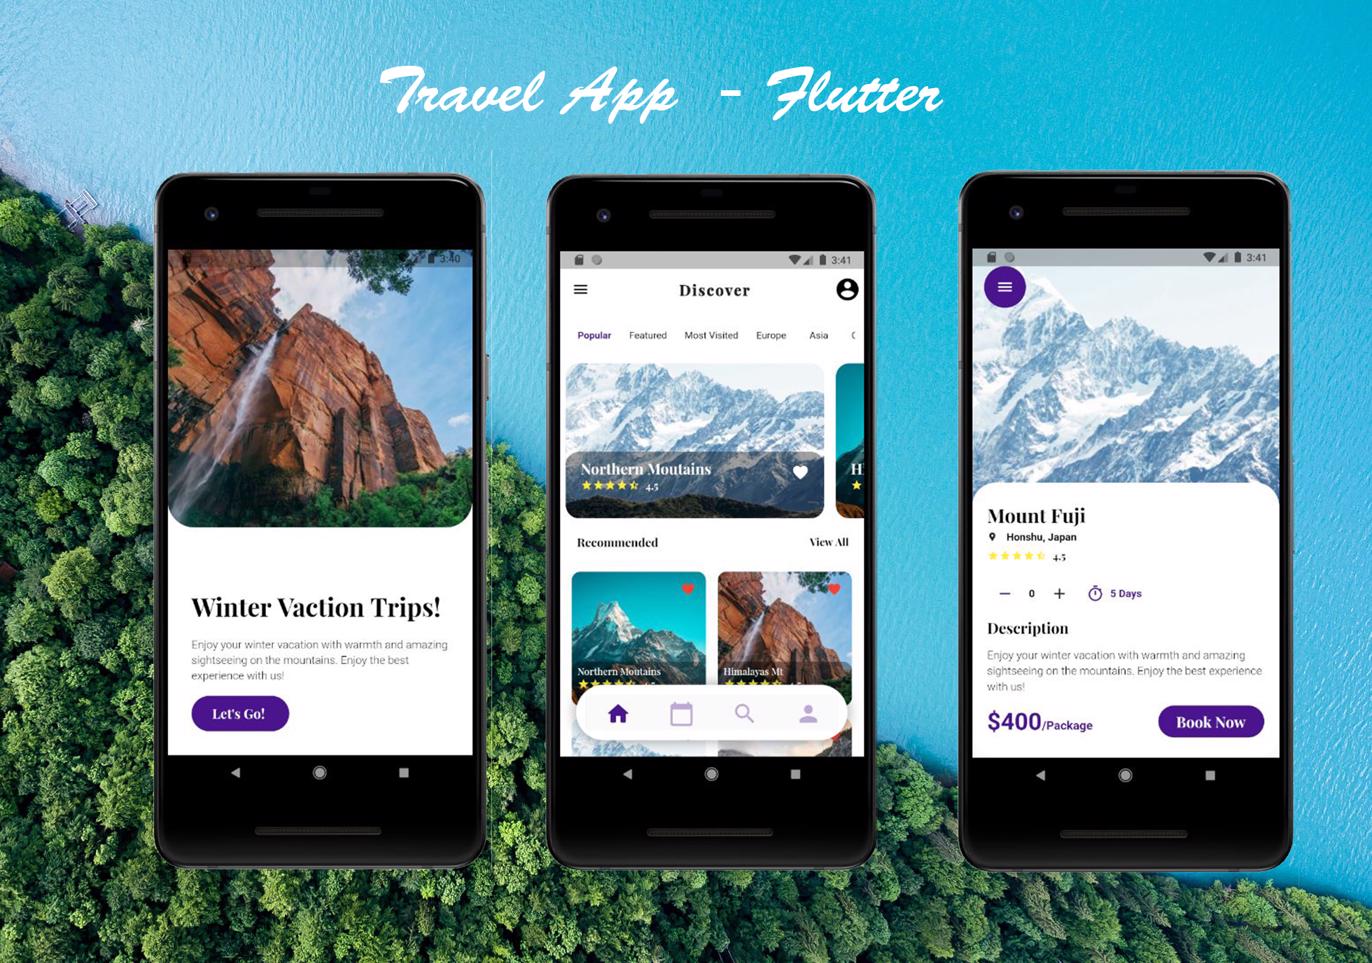 Travel App - Flutter
3:40
Winter Vaction Trips!
Enjoy your winter vacation with warmth and amazing
sightseeing on the mountains. Enjoy the best
experience with us!
Let's Go!
3:41
Discover
Popular Featured Most Visited Europe Asia
Northern Moutains
4.5
H
Recommended View All
Northern Moutains
Himalayas Mt
3:41
Mount Fuji
Honshu, Japan
4.5
0
5 Days
Description
Enjoy your winter vacation with warmth and amazing
sightseeing on the mountains. Enjoy the best experience
with us!
$400/Package
Book Now